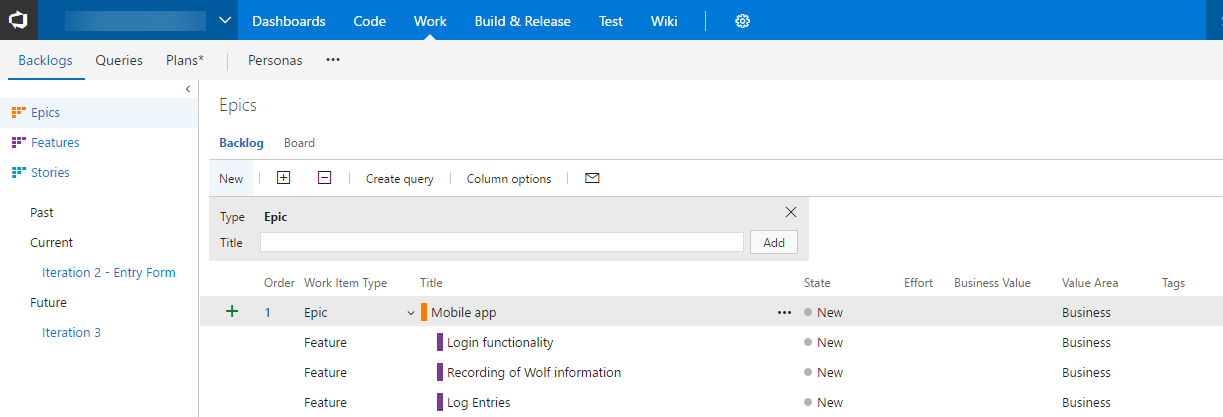 Dashboards Code Work Build & Release Test Wiki
Backlogs Queries Plans* Personas ...
<
Epics
Features
Stories
Past
Current
Iteration 2 - Entry Form
Future
Iteration 3
Epics
Backlog Board
New Create query Column options
Type Epic
Title Add
Order Work Item Type Title State Effort Business Value Value Area Tags
1 Epic Mobile app ... New Business
Feature Login functionality New Business
Feature Recording of Wolf information New Business
Feature Log Entries New Business